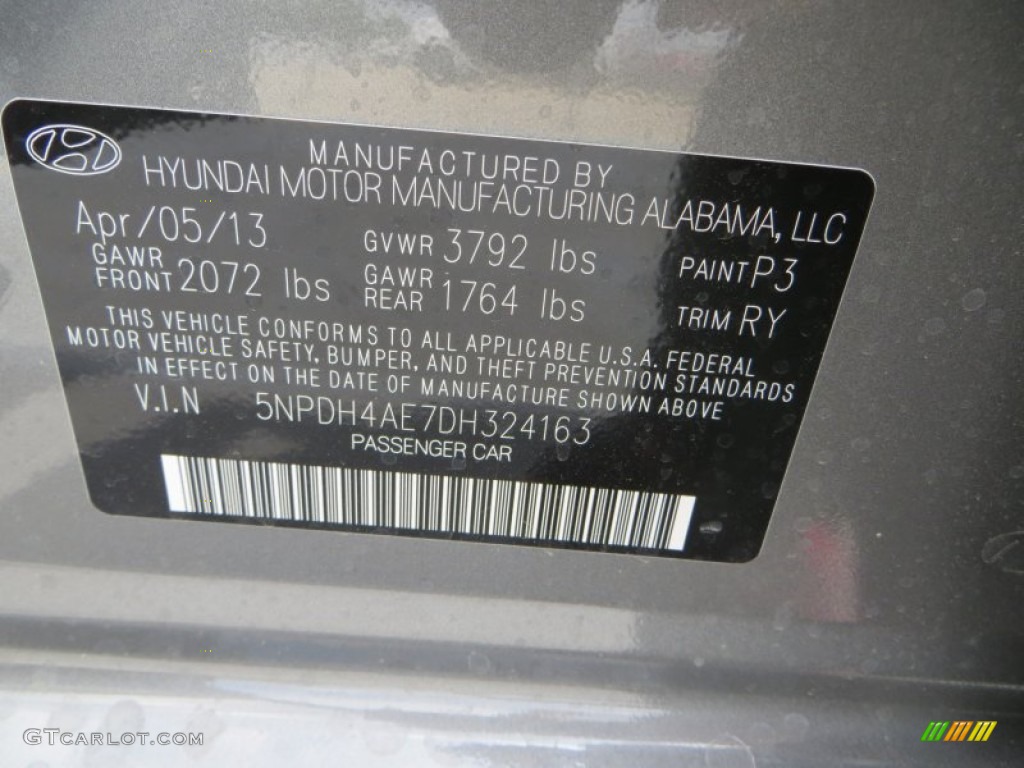 MANUFACTURED BY
HYUNDAI MOTOR MANUFACTURING ALABAMA, LLC
Apr/05/13 GVWR 3792 lbs PAINT P3
GAWR FRONT 2072 lbs GAWR REAR 1764 lbs TRIM RY
THIS VEHICLE CONFORMS TO ALL APPLICABLE U.S.A. FEDERAL
MOTOR VEHICLE SAFETY, BUMPER, AND THEFT PREVENTION STANDARDS
IN EFFECT ON THE DATE OF MANUFACTURE SHOWN ABOVE
V.I.N 5NPDH4AE7DH324163
PASSENGER CAR
GTCARLOT.COM